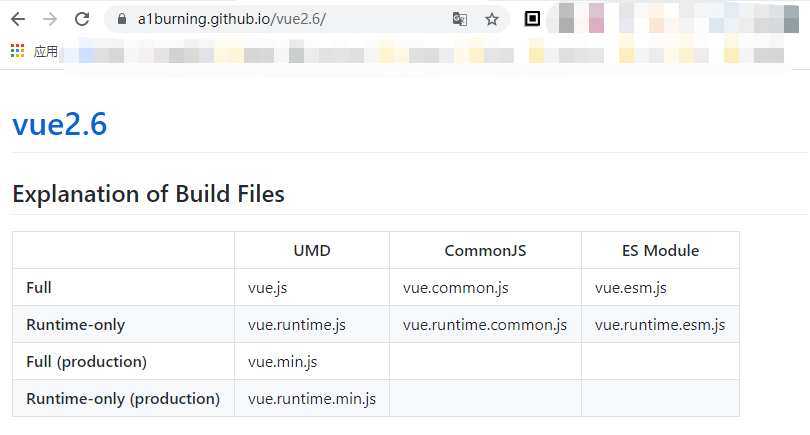 a1burning.github.io/vue2.6/
应用
vue2.6
Explanation of Build Files
UMD CommonJS ES Module
Full vue.js vue.common.js vue.esm.js
Runtime-only vue.runtime.js vue.runtime.common.js vue.runtime.esm.js
Full (production) vue.min.js
Runtime-only (production) vue.runtime.min.js